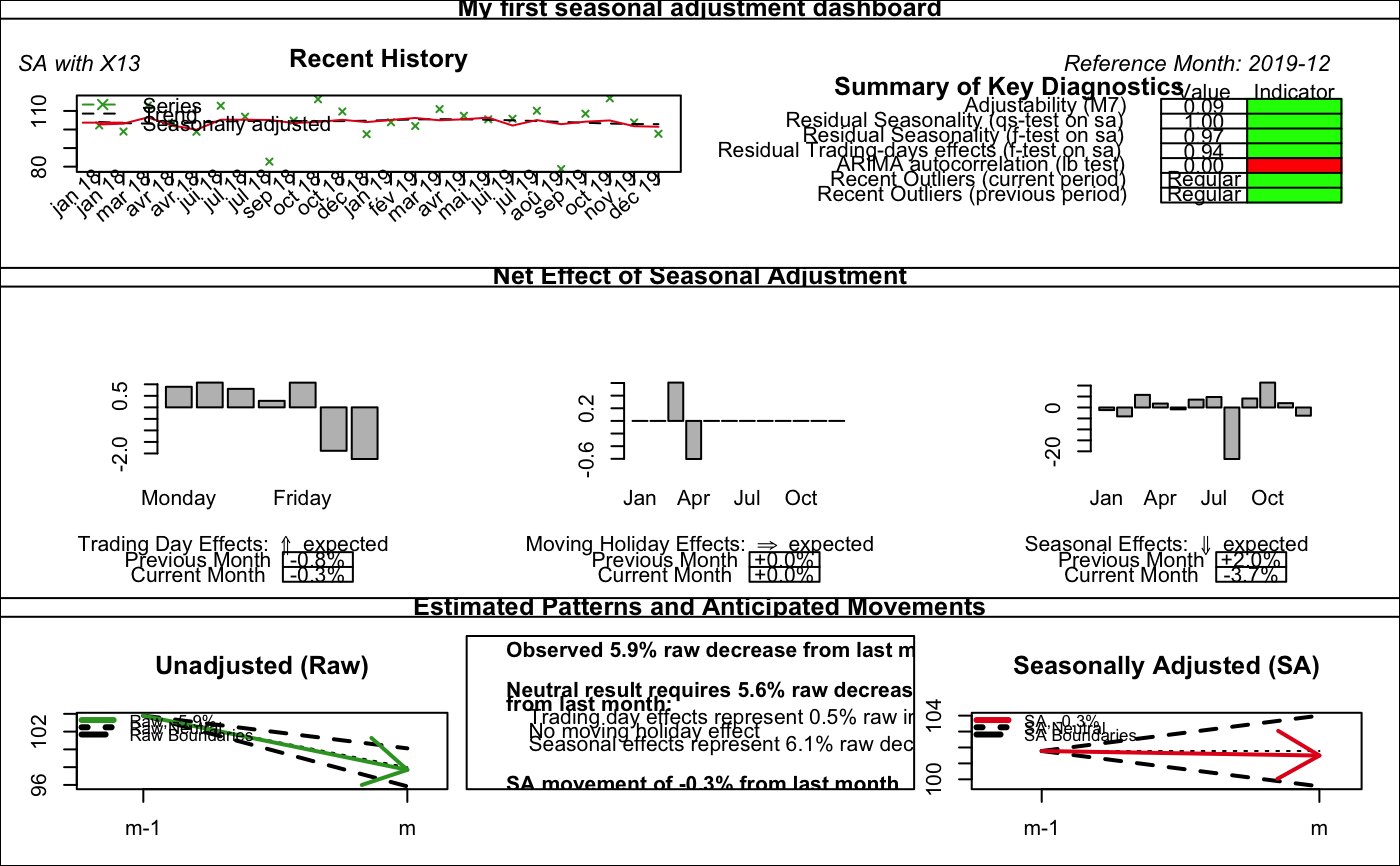 My first seasonal adjustment dashboard
SA with X13
Recent History
Reference Month: 2019-12
Summary of Key Diagnostics
Series
Trend
Seasonally adjusted
110
80
jan 18
jan 18
mar 18
avr 18
avr 18
jui 18
jul 18
jul 18
sep 18
oct 18
oct 18
déc 18
jan 19
fév 19
mar 19
avr 19
mai 19
jui 19
jul 19
aoû 19
sep 19
oct 19
nov 19
déc 19
Value Indicator
Adjustability (M7) 0.09
Residual Seasonality (qs-test on sa) 1.00
Residual Seasonality (f-test on sa) 0.97
Residual Trading-days effects (f-test on sa) 0.94
ARIMA autocorrelation (lb test) 0.00
Recent Outliers (current period) Regular
Recent Outliers (previous period) Regular
Net Effect of Seasonal Adjustment
0.5
-2.0
Monday Friday
0.2
-0.6
Jan Apr Jul Oct
0
-20
Jan Apr Jul Oct
Trading Day Effects: ⇑ expected
Previous Month -0.8%
Current Month -0.3%
Moving Holiday Effects: ⇒ expected
Previous Month +0.0%
Current Month +0.0%
Seasonal Effects: ⇓ expected
Previous Month +2.0%
Current Month -3.7%
Estimated Patterns and Anticipated Movements
Unadjusted (Raw)
Raw, -5.9%
Raw Neutral
Raw Boundaries
102
96
m-1 m
Observed 5.9% raw decrease from last m
Neutral result requires 5.6% raw decreas
from last month:
Trading day effects represent 0.5% raw in
No moving holiday effect
Seasonal effects represent 6.1% raw dec
SA movement of -0.3% from last month
Seasonally Adjusted (SA)
SA, -0.3%
SA Neutral
SA Boundaries
104
100
m-1 m